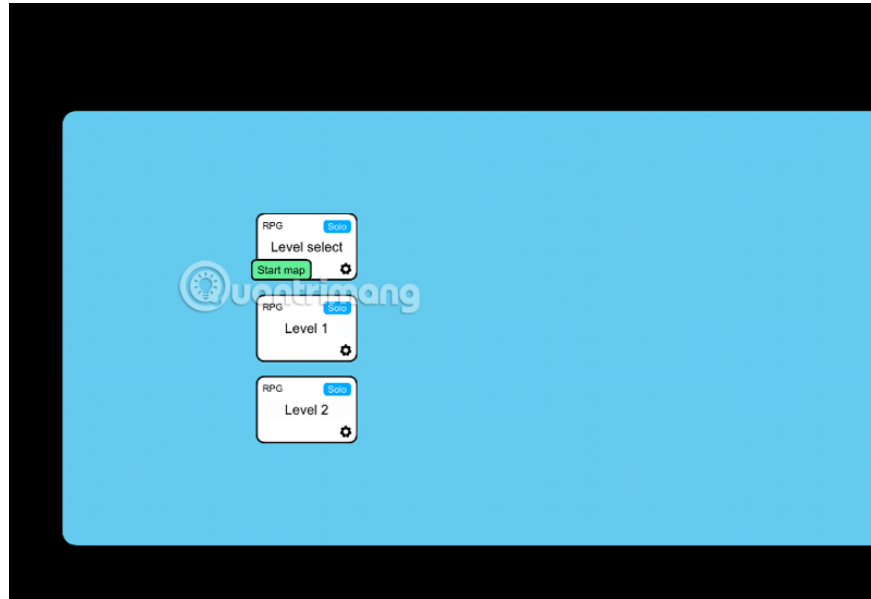 RPG Solo
Level select
Start map
Quantrimang
RPG Solo
Level 1
RPG Solo
Level 2